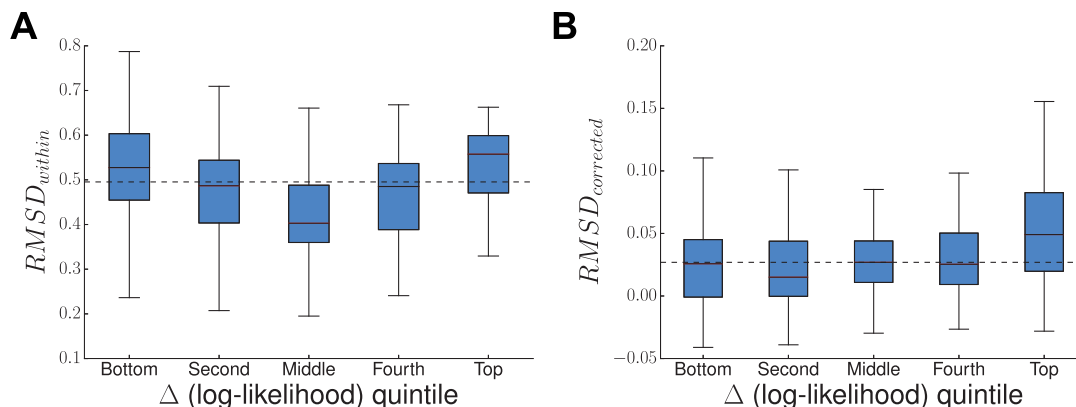 A
B
0.8
0.7
0.6
0.5
0.4
0.3
0.2
0.1
RMSD_within
Bottom Second Middle Fourth Top
Δ (log-likelihood) quintile
0.20
0.15
0.10
0.05
0.00
−0.05
RMSD_corrected
Bottom Second Middle Fourth Top
Δ (log-likelihood) quintile